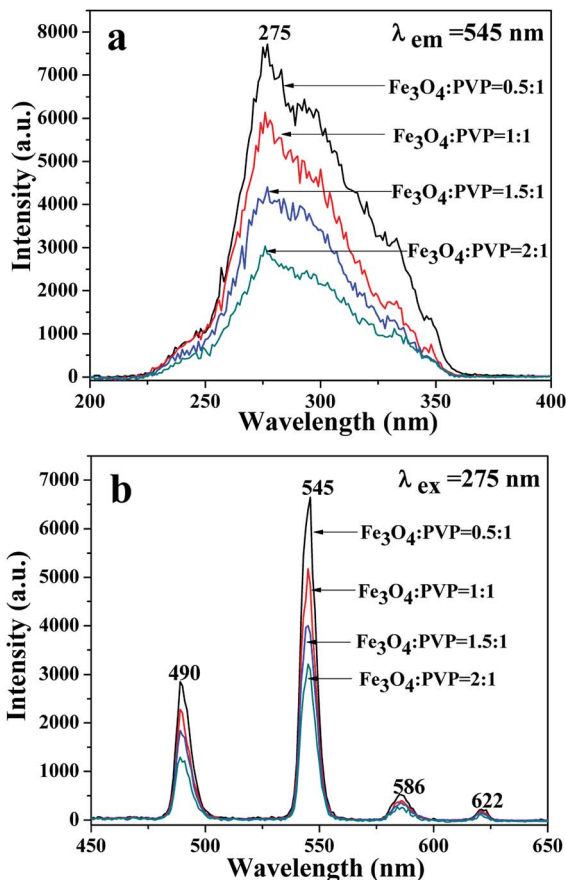 a
275
λ em =545 nm
Fe3O4:PVP=0.5:1
Fe3O4:PVP=1:1
Fe3O4:PVP=1.5:1
Fe3O4:PVP=2:1
8000
7000
6000
5000
4000
3000
2000
1000
0
Intensity (a.u.)
200 250 300 350 400
Wavelength (nm)
b
545
λ ex =275 nm
Fe3O4:PVP=0.5:1
Fe3O4:PVP=1:1
Fe3O4:PVP=1.5:1
Fe3O4:PVP=2:1
490
586
622
7000
6000
5000
4000
3000
2000
1000
0
Intensity (a.u.)
450 500 550 600 650
Wavelength (nm)